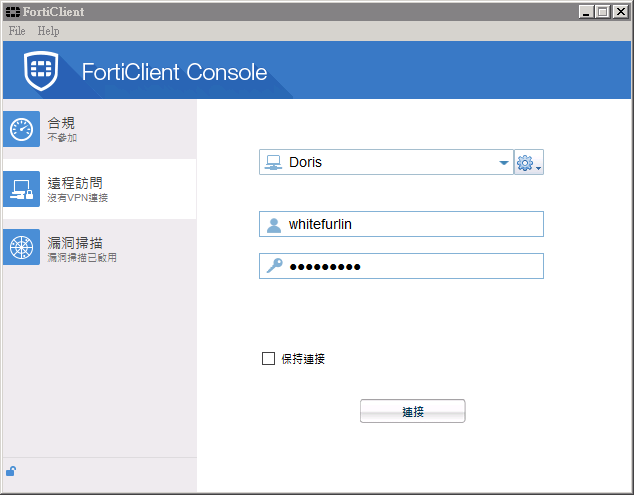 FortiClient
File Help
FortiClient Console
合規
不參加
遠程訪問
沒有VPN連接
漏洞掃描
漏洞掃描已啟用
Doris
whitefurlin
●●●●●●●●●
保持連接
連接